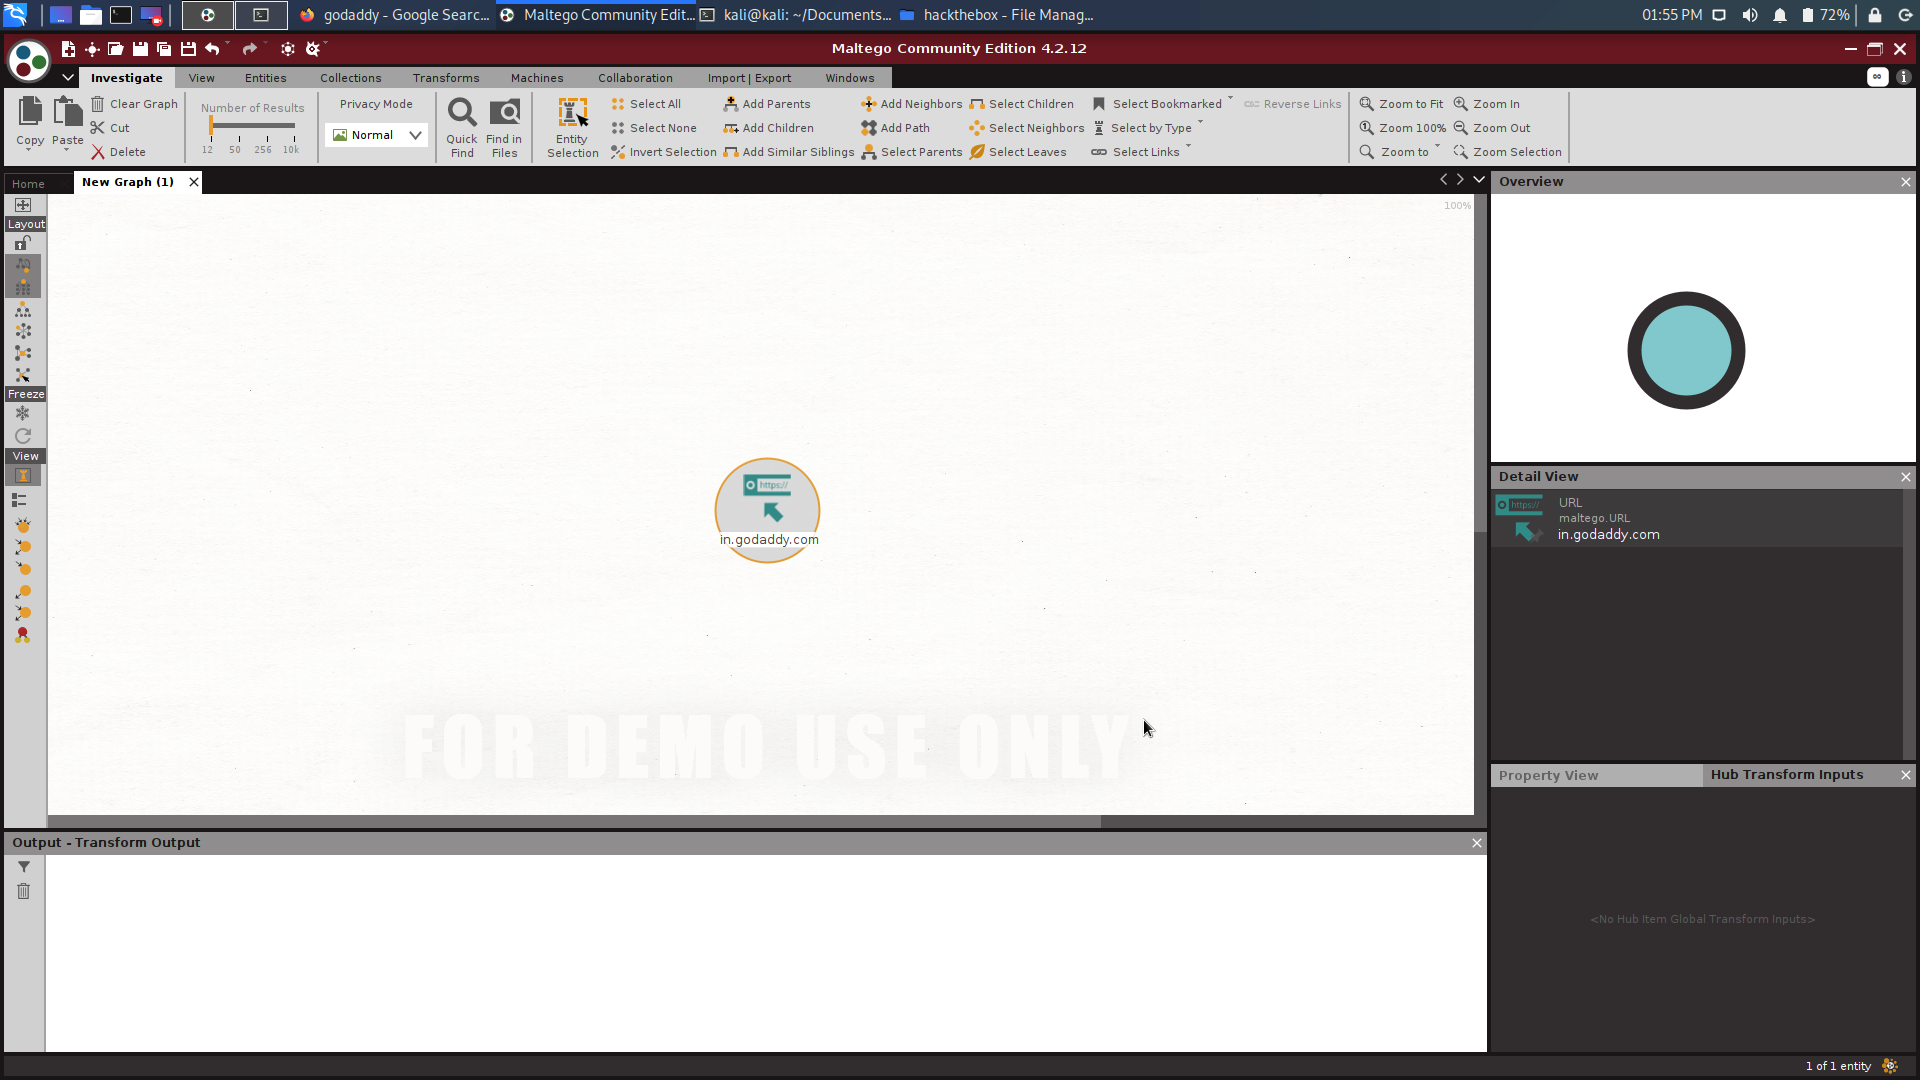 godaddy - Google Searc... Maltego Community Edit... kali@kali: ~/Documents... hackthebox - File Manag... 01:55 PM 72%
Maltego Community Edition 4.2.12
Investigate View Entities Collections Transforms Machines Collaboration Import | Export Windows
Copy
Paste
Clear Graph
Cut
Delete
Number of Results
12 50 256 10k
Privacy Mode
Normal
Quick Find
Find in Files
Entity Selection
Select All
Select None
Invert Selection
Add Parents
Add Children
Add Similar Siblings
Add Neighbors
Add Path
Select Parents
Select Children
Select Neighbors
Select Leaves
Select Bookmarked
Select by Type
Select Links
Reverse Links
Zoom to Fit
Zoom 100%
Zoom to
Zoom In
Zoom Out
Zoom Selection
Home New Graph (1)
100%
Layout
Freeze
View
https://
in.godaddy.com
FOR DEMO USE ONLY
Overview
Detail View
https://
URL
maltego.URL
in.godaddy.com
Property View Hub Transform Inputs
<No Hub Item Global Transform Inputs>
Output - Transform Output
1 of 1 entity